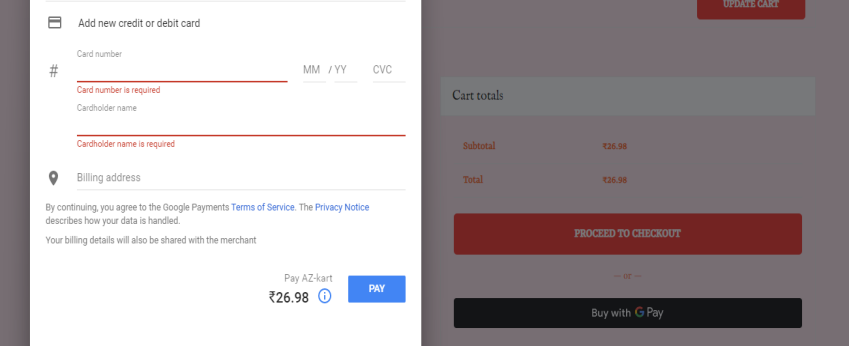 Add new credit or debit card
Card number
# MM / YY CVC
Card number is required
Cardholder name
Cardholder name is required
Billing address
By continuing, you agree to the Google Payments Terms of Service. The Privacy Notice
describes how your data is handled.
Your billing details will also be shared with the merchant
Pay AZ-kart
₹26.98
PAY
UPDATE CART
Cart totals
Subtotal ₹26.98
Total ₹26.98
PROCEED TO CHECKOUT
— or —
Buy with G Pay